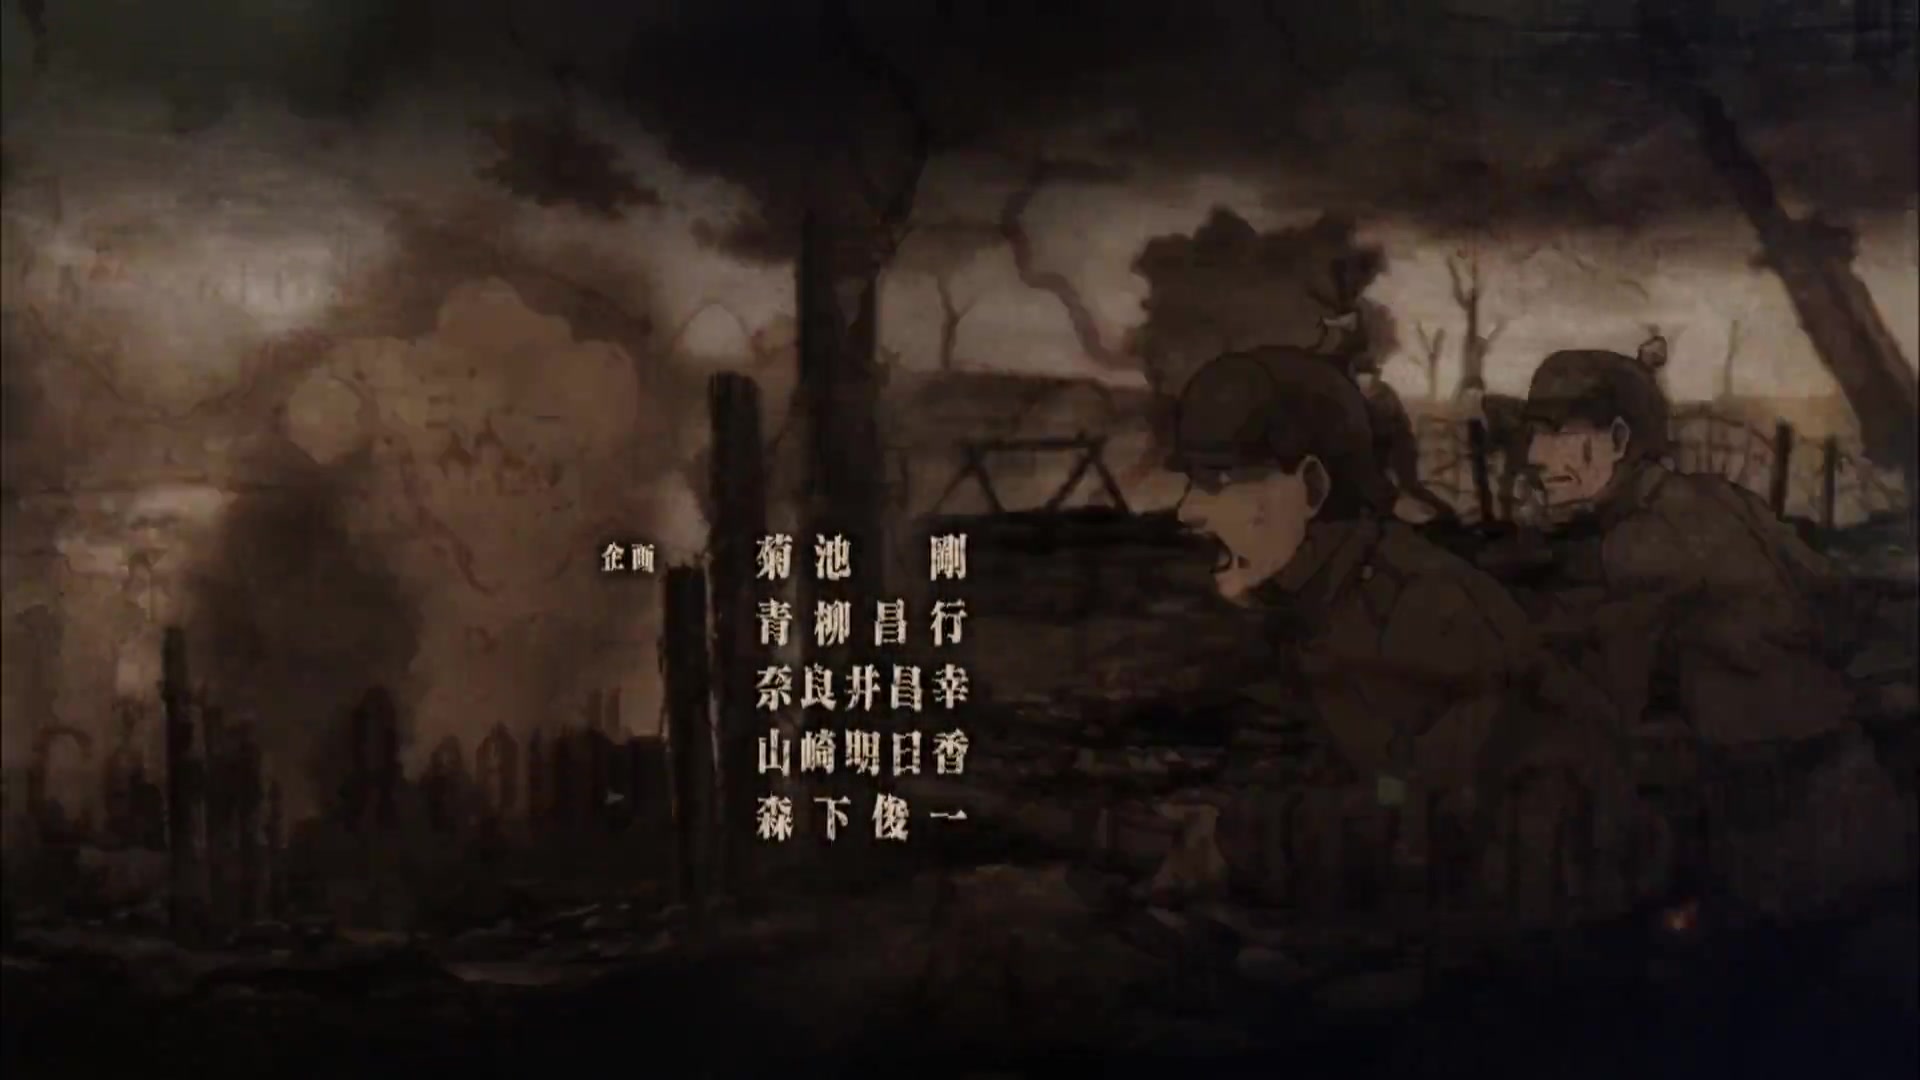 企画 菊池 剛
青柳昌行
奈良井昌幸
山崎明日香
森下俊一